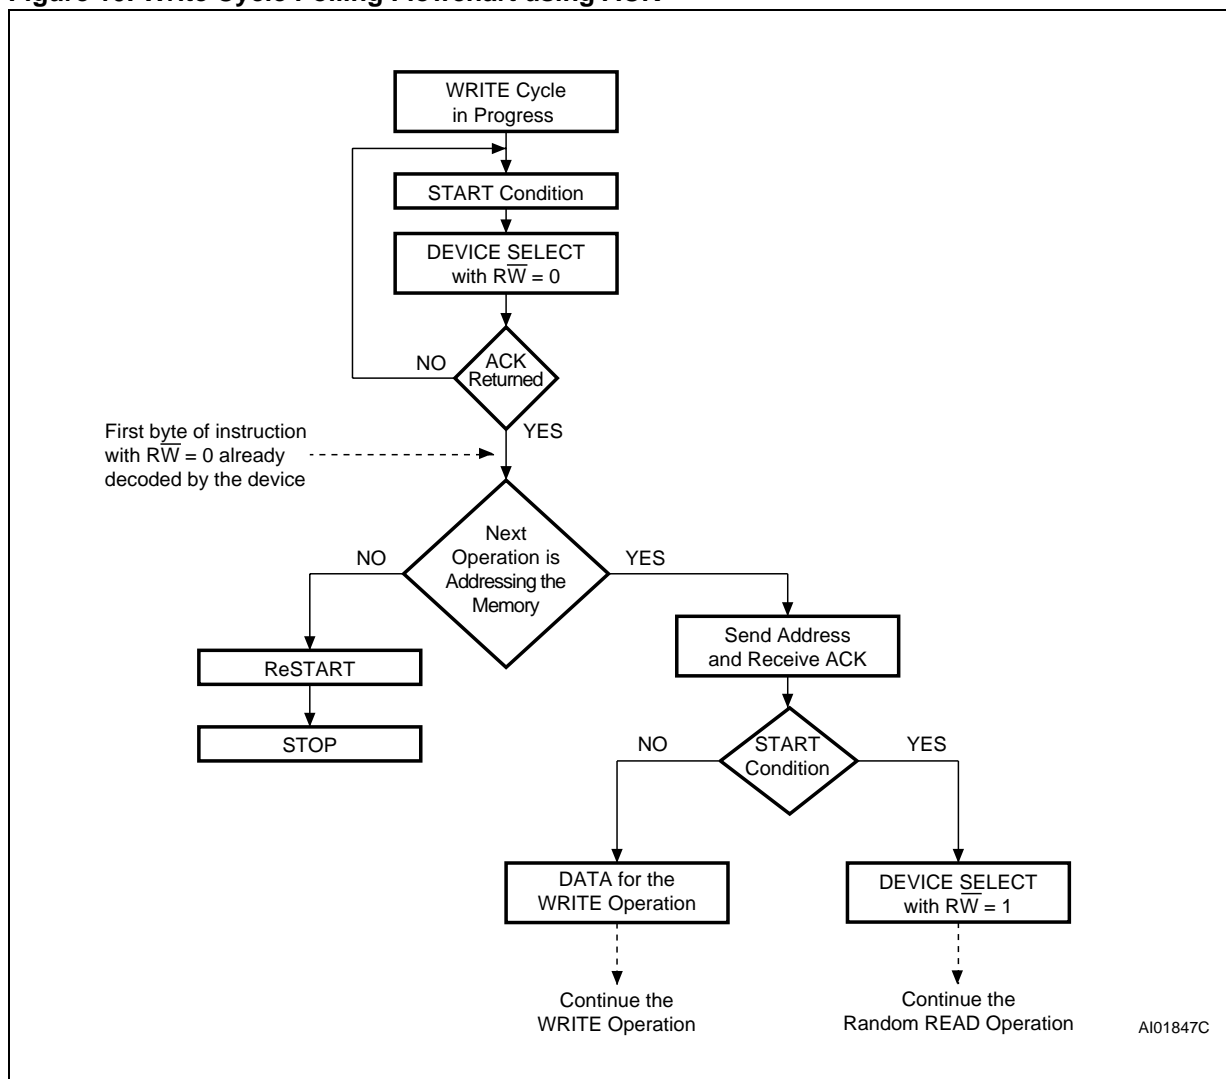 WRITE Cycle
in Progress
START Condition
DEVICE SELECT
with RW̅ = 0
NO
ACK
Returned
YES
First byte of instruction
with RW̅ = 0 already
decoded by the device
NO
Next
Operation is
Addressing the
Memory
YES
ReSTART
STOP
Send Address
and Receive ACK
NO
START
Condition
YES
DATA for the
WRITE Operation
DEVICE SELECT
with RW̅ = 1
Continue the
WRITE Operation
Continue the
Random READ Operation
AI01847C